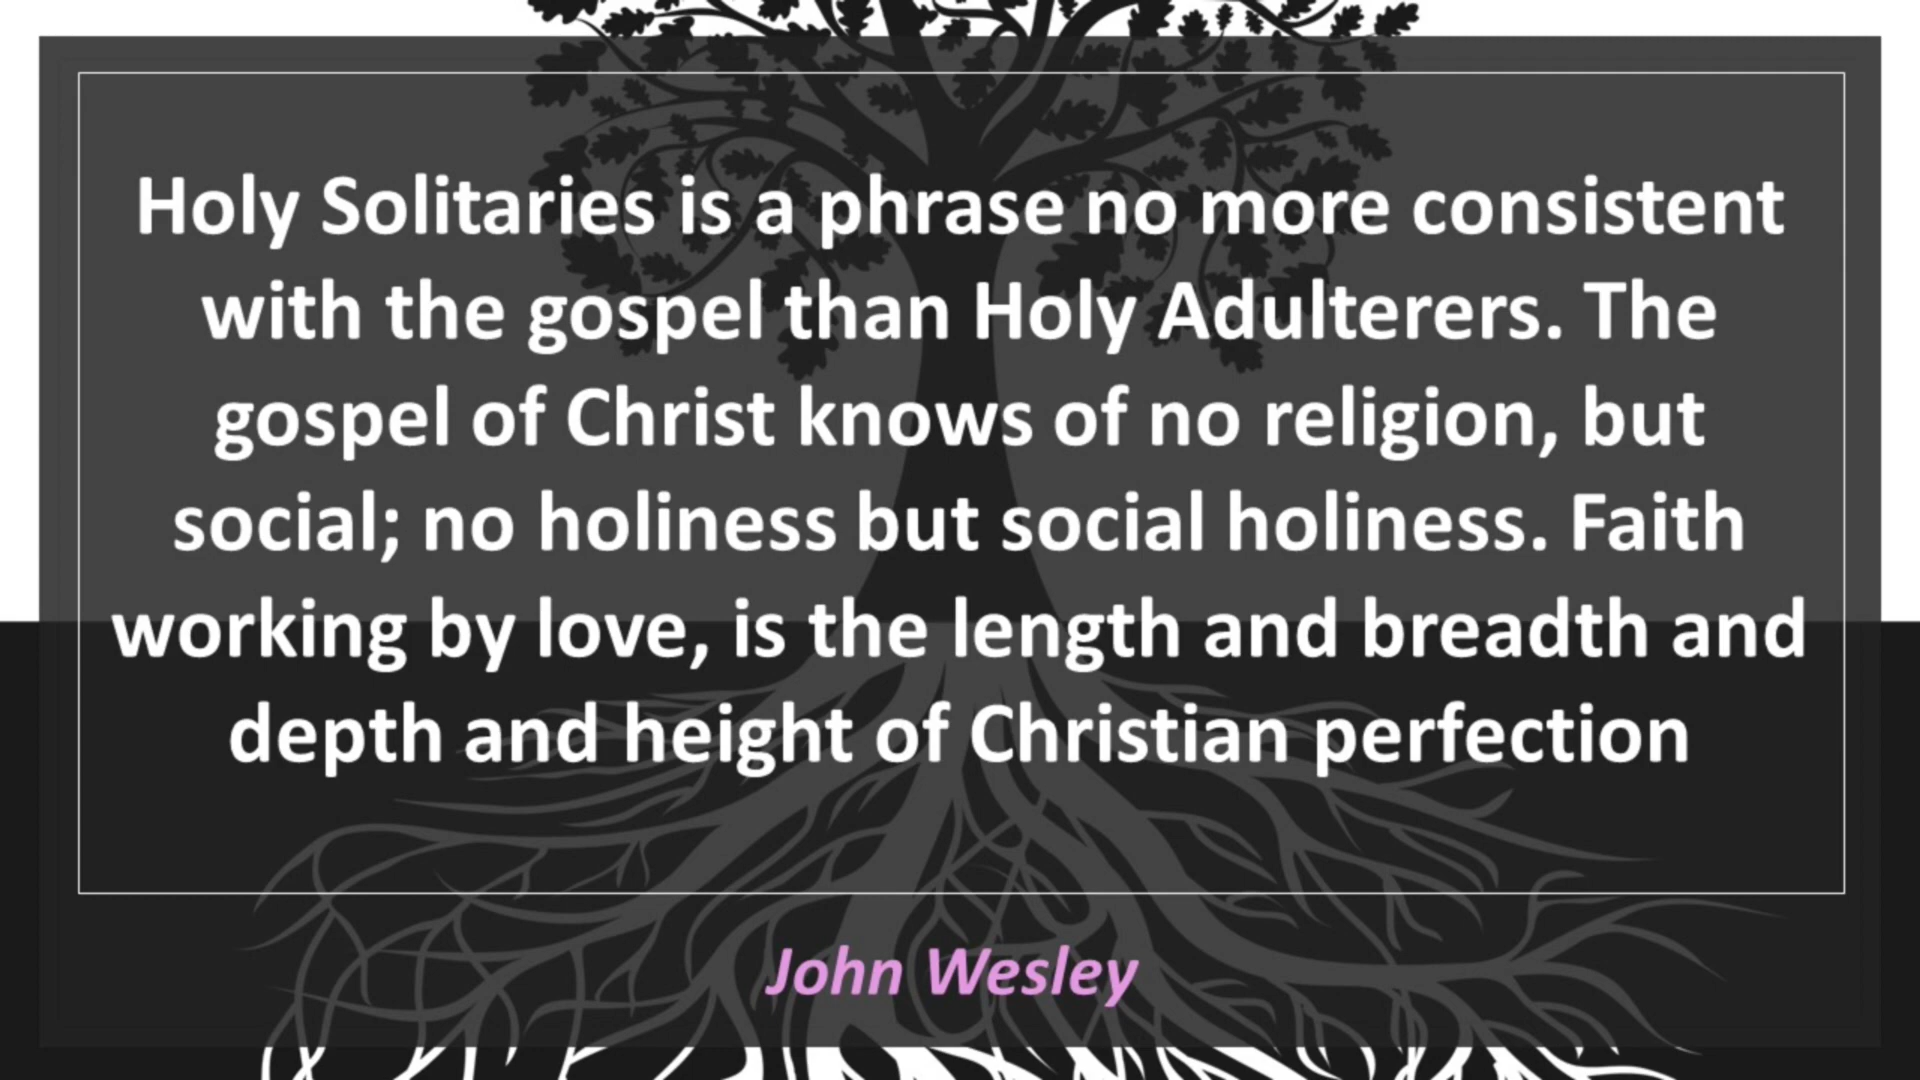 Holy Solitaries is a phrase no more consistent
with the gospel than Holy Adulterers. The
gospel of Christ knows of no religion, but
social; no holiness but social holiness. Faith
working by love, is the length and breadth and
depth and height of Christian perfection
John Wesley